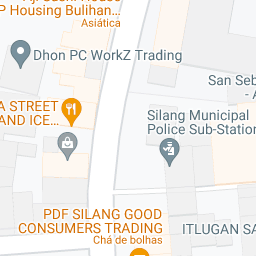 P Housing Bulihan...
Asiática
Dhon PC WorkZ Trading
San Seb
A STREET
AND ICE...
Silang Municipal
Police Sub-Station
PDF SILANG GOOD
CONSUMERS TRADING
Chá de bolhas
ITLUGAN SA